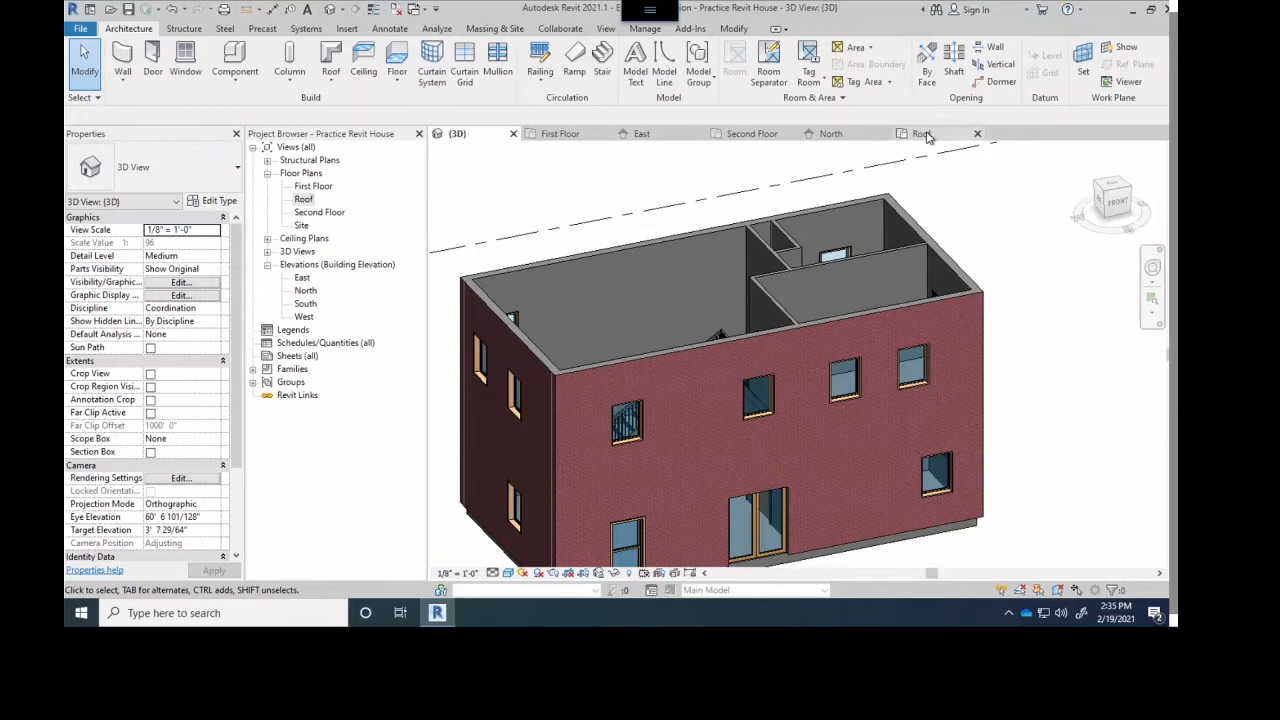 Autodesk Revit 2021.1 - E
on - Practice Revit House - 3D View: {3D}
Sign In
File Architecture Structure Steel Precast Systems Insert Annotate Analyze Massing & Site Collaborate View Manage Add-Ins Modify
Modify Wall Door Window Component Column Roof Ceiling Floor Curtain System Curtain Grid Mullion Railing Ramp Stair Model Text Model Line Model Group Room Room Separator Tag Room Area Area Boundary Tag Area By Face Shaft Wall Vertical Dormer Level Grid Set Show Ref Plane Viewer
Select Build Circulation Model Room & Area Opening Datum Work Plane
Properties
3D View
3D View: {3D} Edit Type
Graphics
View Scale 1/8" = 1'-0"
Scale Value 1: 96
Detail Level Medium
Parts Visibility Show Original
Visibility/Graphic... Edit...
Graphic Display ... Edit...
Discipline Coordination
Show Hidden Lin... By Discipline
Default Analysis ... None
Sun Path
Extents
Crop View
Crop Region Visi...
Annotation Crop
Far Clip Active
Far Clip Offset 1000' 0"
Scope Box None
Section Box
Camera
Rendering Settings Edit...
Locked Orientati...
Projection Mode Orthographic
Eye Elevation 60' 6 101/128"
Target Elevation 3' 7 29/64"
Camera Position Adjusting
Identity Data
Properties help Apply
Project Browser - Practice Revit House
Views (all)
Structural Plans
Floor Plans
First Floor
Roof
Second Floor
Site
Ceiling Plans
3D Views
Elevations (Building Elevation)
East
North
South
West
Legends
Schedules/Quantities (all)
Sheets (all)
Families
Groups
Revit Links
{3D} First Floor East Second Floor North Roof
FRONT
1/8" = 1'-0"
Click to select, TAB for alternates, CTRL adds, SHIFT unselects. :0 Main Model :0
Type here to search
2:35 PM
2/19/2021
2